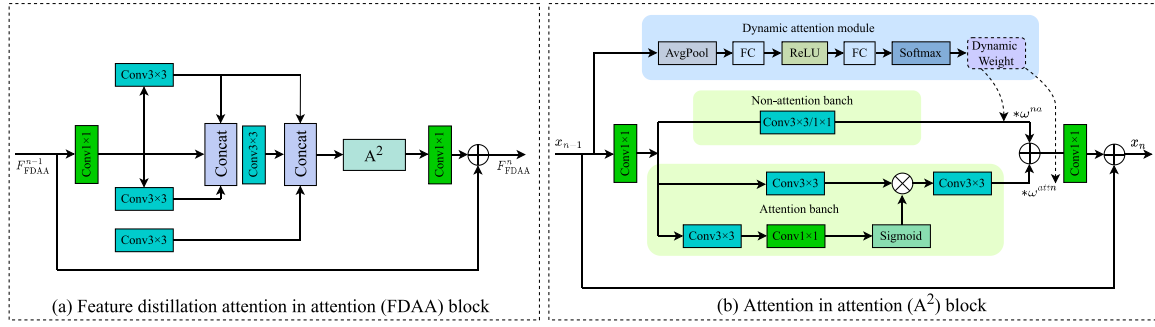 Conv3×3
Conv1×1
Concat
Conv3×3
Concat
A²
Conv1×1
F^{n-1}_{FDAA}
F^{n}_{FDAA}
Conv3×3
Conv3×3
(a) Feature distillation attention in attention (FDAA) block
Dynamic attention module
AvgPool
FC
ReLU
FC
Softmax
Dynamic
Weight
Non-attention banch
Conv3×3/1×1
*ω^{na}
x_{n-1}
Conv1×1
Conv1×1
x_n
Conv3×3
Conv3×3
*ω^{attn}
Attention banch
Conv3×3
Conv1×1
Sigmoid
(b) Attention in attention (A²) block